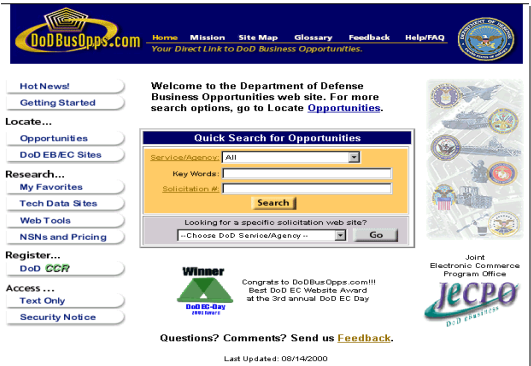 DoDBusOpps.com
Home Mission Site Map Glossary Feedback Help/FAQ
Your Direct Link to DoD Business Opportunities.
Hot News!
Getting Started
Locate...
Opportunities
DoD EB/EC Sites
Research...
My Favorites
Tech Data Sites
Web Tools
NSNs and Pricing
Register...
DoD CCR
Access ...
Text Only
Security Notice
Welcome to the Department of Defense
Business Opportunities web site. For more
search options, go to Locate Opportunities.
Quick Search for Opportunities
Service/Agency: All
Key Words:
Solicitation #:
Search
Looking for a specific solicitation web site?
--Choose DoD Service/Agency -- Go
Winner
DoD EC-Day
Congrats to DoDBusOpps.com!!!
Best DoD EC Website Award
at the 3rd annual DoD EC Day
Joint
Electronic Commerce
Program Office
JECPO
DoD eBusiness
Questions? Comments? Send us Feedback.
Last Updated: 08/14/2000